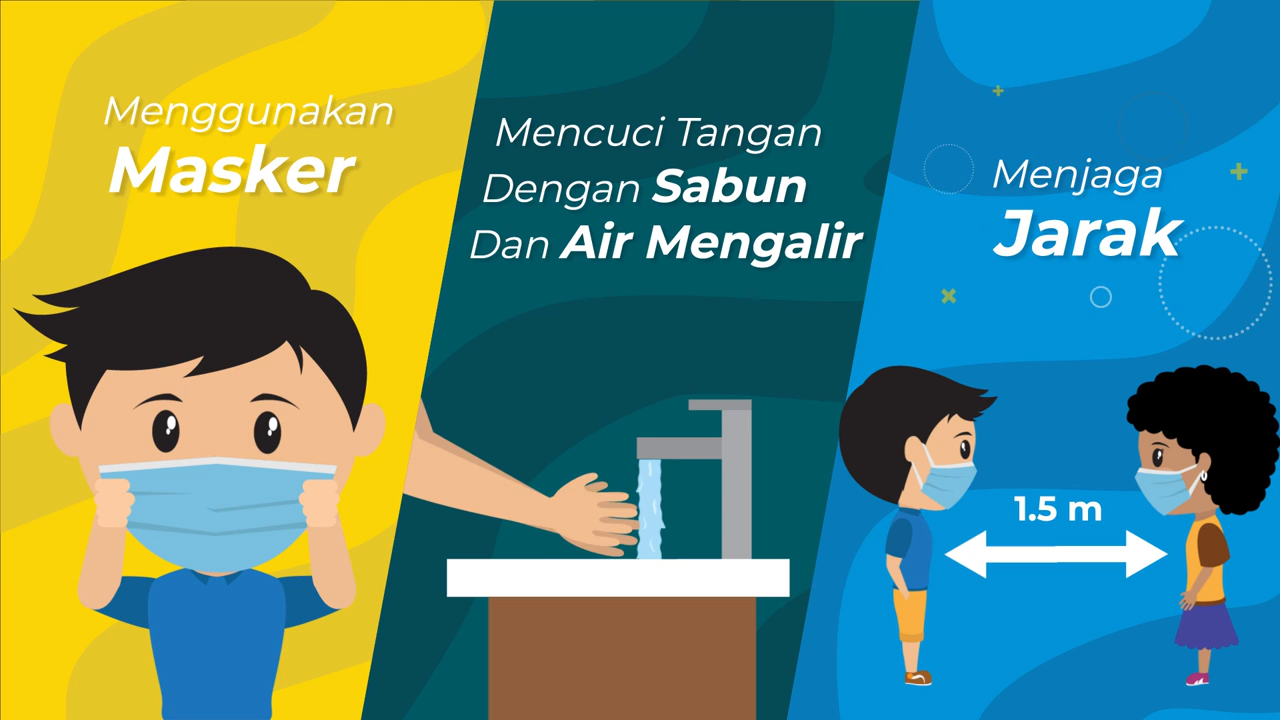 Menggunakan
Masker
Mencuci Tangan
Dengan Sabun
Dan Air Mengalir
Menjaga
Jarak
1.5 m